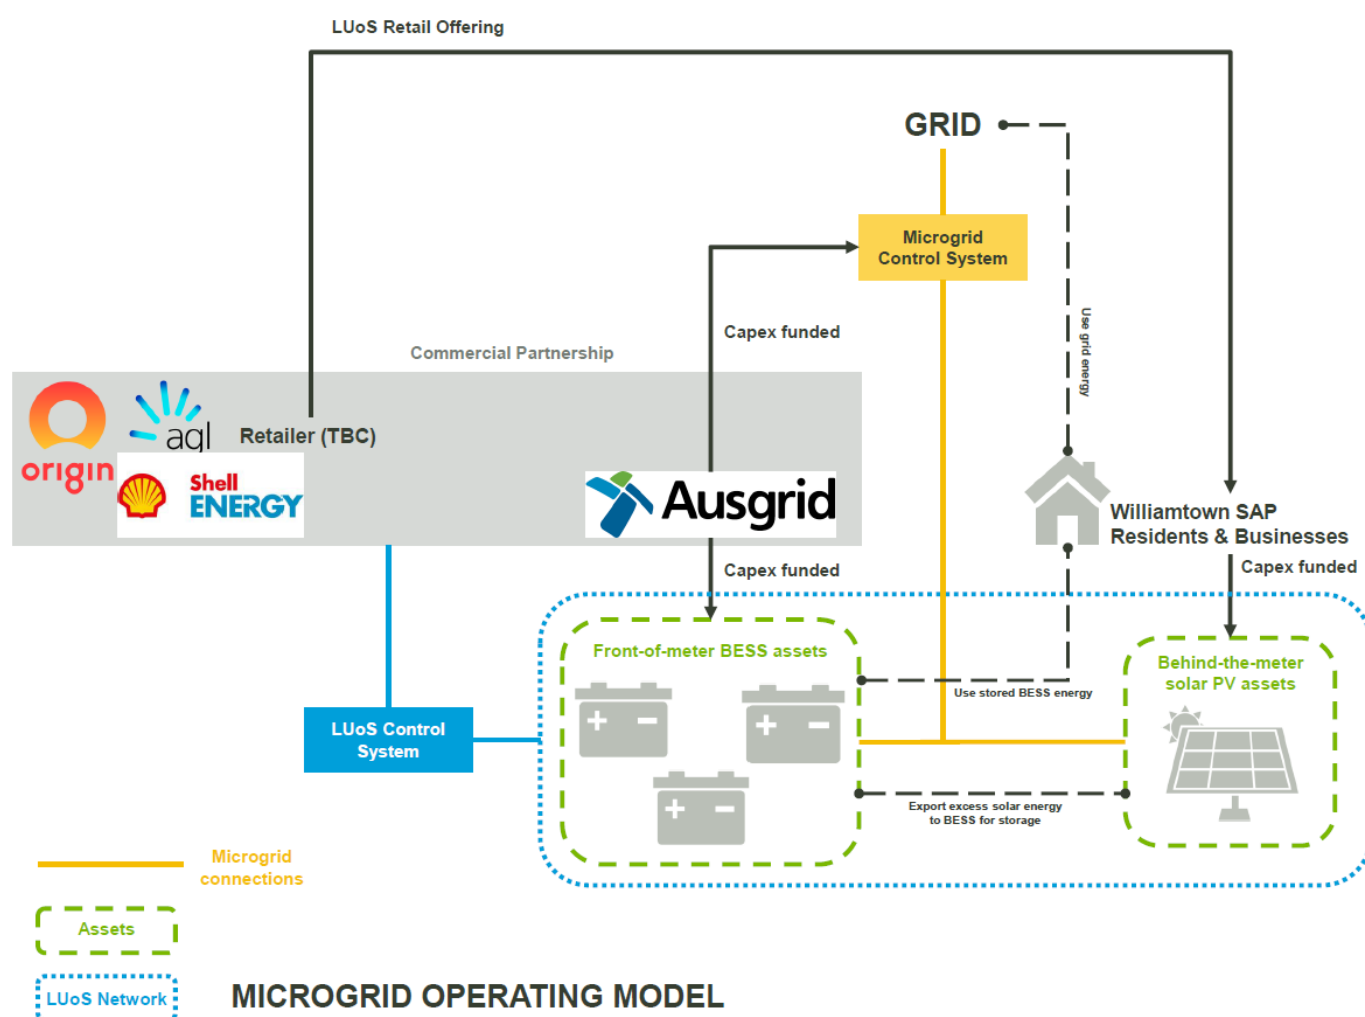 LUoS Retail Offering
GRID
Microgrid
Control System
Use grid energy
Capex funded
Commercial Partnership
origin
aql
Retailer (TBC)
Shell
ENERGY
Ausgrid
Williamtown SAP
Residents & Businesses
Capex funded
Capex funded
Front-of-meter BESS assets
Behind-the-meter
solar PV assets
Use stored BESS energy
LUoS Control
System
Export excess solar energy
to BESS for storage
Microgrid
connections
Assets
LUoS Network
MICROGRID OPERATING MODEL